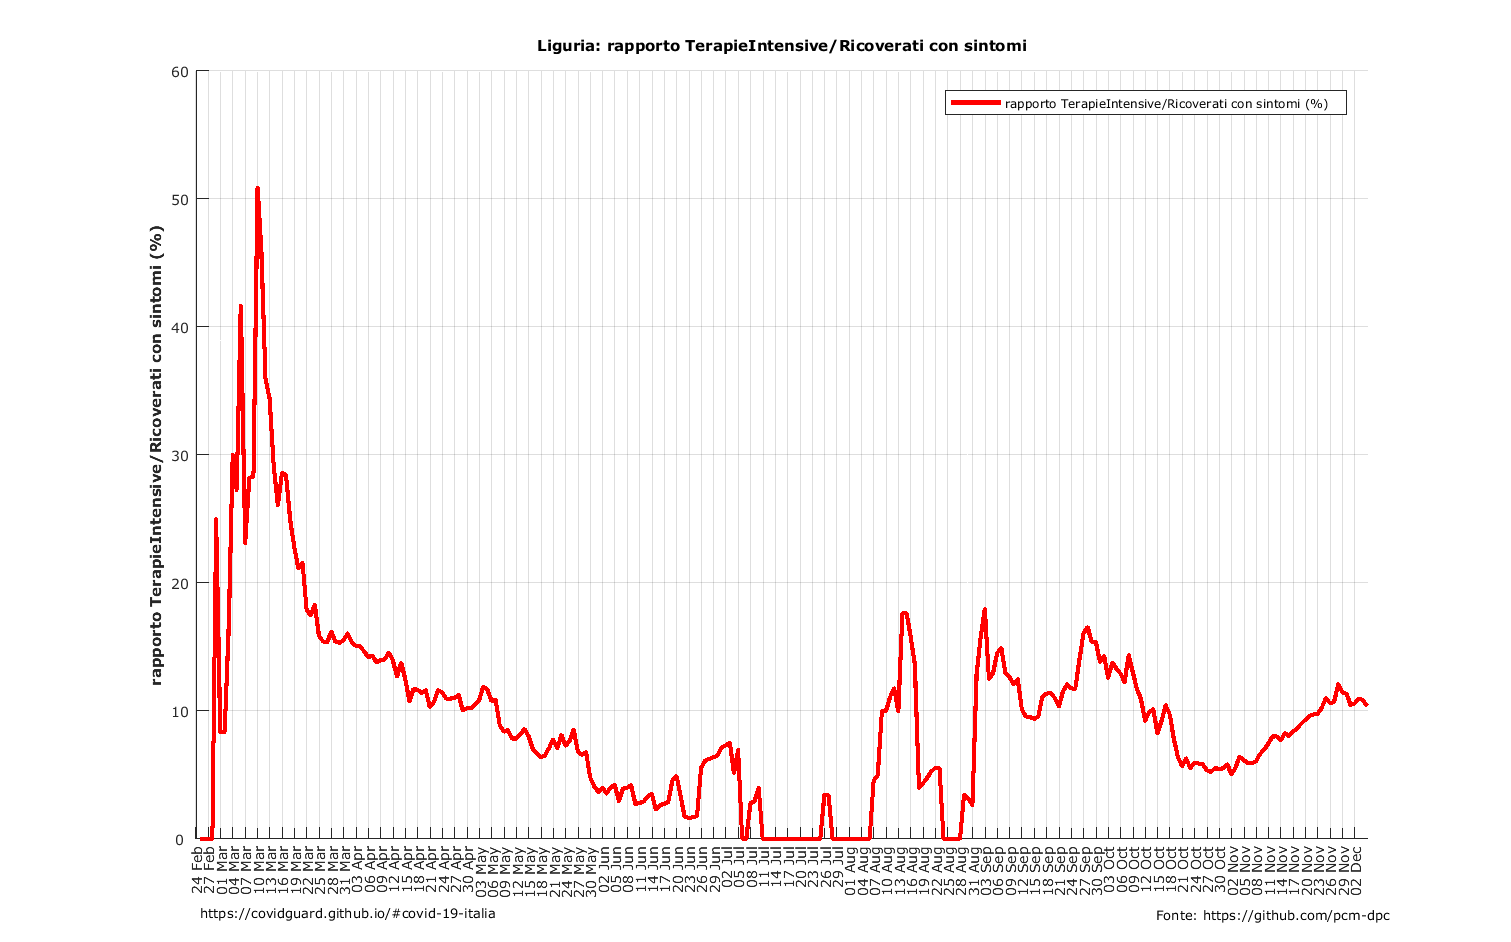 Liguria: rapporto TerapieIntensive/Ricoverati con sintomi
rapporto TerapieIntensive/Ricoverati con sintomi (%)
rapporto TerapieIntensive/Ricoverati con sintomi (%)
60
50
40
30
20
10
0
24 Feb
27 Feb
01 Mar
04 Mar
07 Mar
10 Mar
13 Mar
16 Mar
19 Mar
22 Mar
25 Mar
28 Mar
31 Mar
03 Apr
06 Apr
09 Apr
12 Apr
15 Apr
18 Apr
21 Apr
24 Apr
27 Apr
30 Apr
03 May
06 May
09 May
12 May
15 May
18 May
21 May
24 May
27 May
30 May
02 Jun
05 Jun
08 Jun
11 Jun
14 Jun
17 Jun
20 Jun
23 Jun
26 Jun
29 Jun
02 Jul
05 Jul
08 Jul
11 Jul
14 Jul
17 Jul
20 Jul
23 Jul
26 Jul
29 Jul
01 Aug
04 Aug
07 Aug
10 Aug
13 Aug
16 Aug
19 Aug
22 Aug
25 Aug
28 Aug
31 Aug
03 Sep
06 Sep
09 Sep
12 Sep
15 Sep
18 Sep
21 Sep
24 Sep
27 Sep
30 Sep
03 Oct
06 Oct
09 Oct
12 Oct
15 Oct
18 Oct
21 Oct
24 Oct
27 Oct
30 Oct
02 Nov
05 Nov
08 Nov
11 Nov
14 Nov
17 Nov
20 Nov
23 Nov
26 Nov
29 Nov
02 Dec
https://covidguard.github.io/#covid-19-italia
Fonte: https://github.com/pcm-dpc